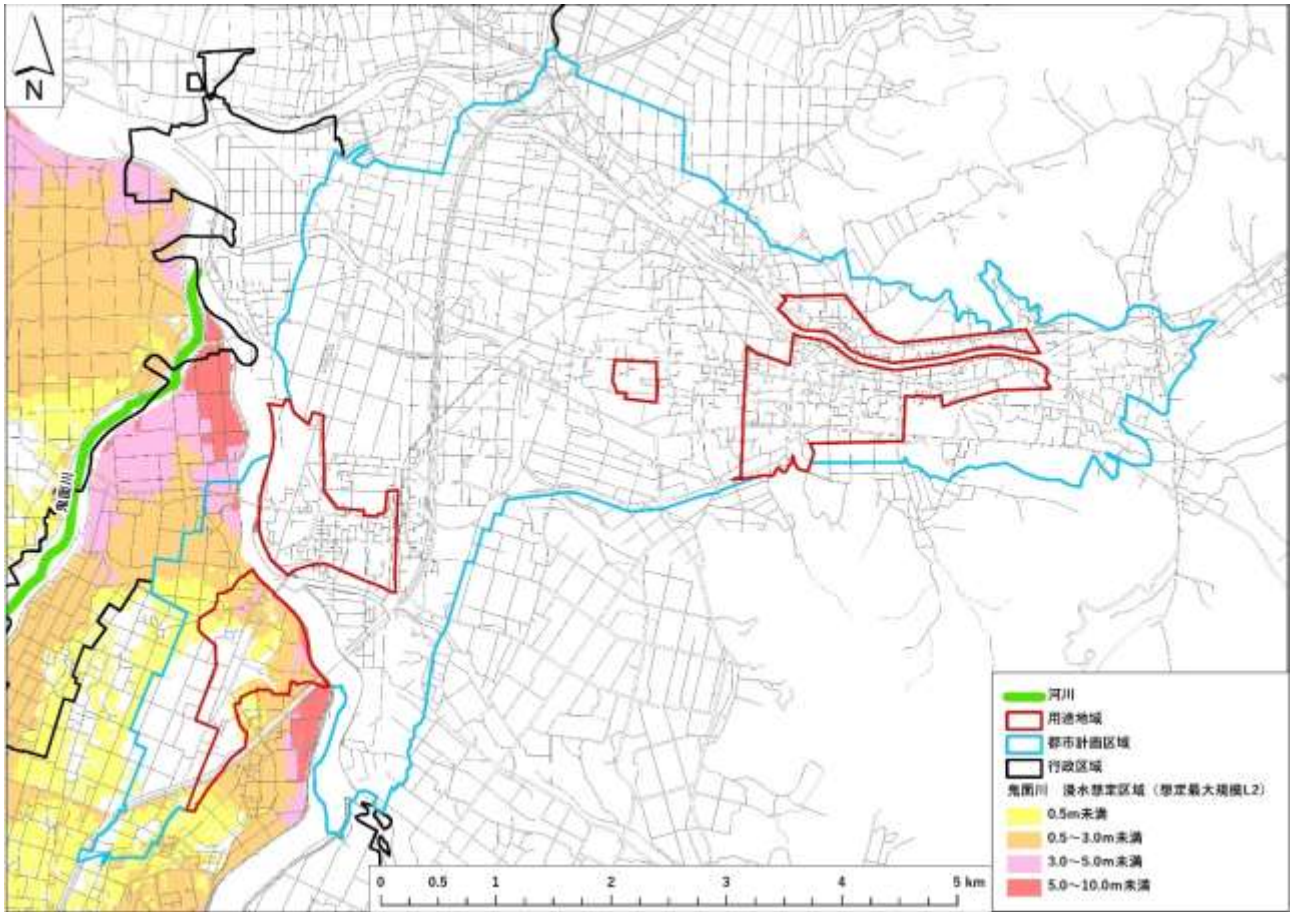 N
鬼面川
河川
用途地域
都市計画区域
行政区域
鬼面川 浸水想定区域（想定最大規模L2）
0.5m未満
0.5～3.0m未満
3.0～5.0m未満
5.0～10.0m未満
0 0.5 1 2 3 4 5 km